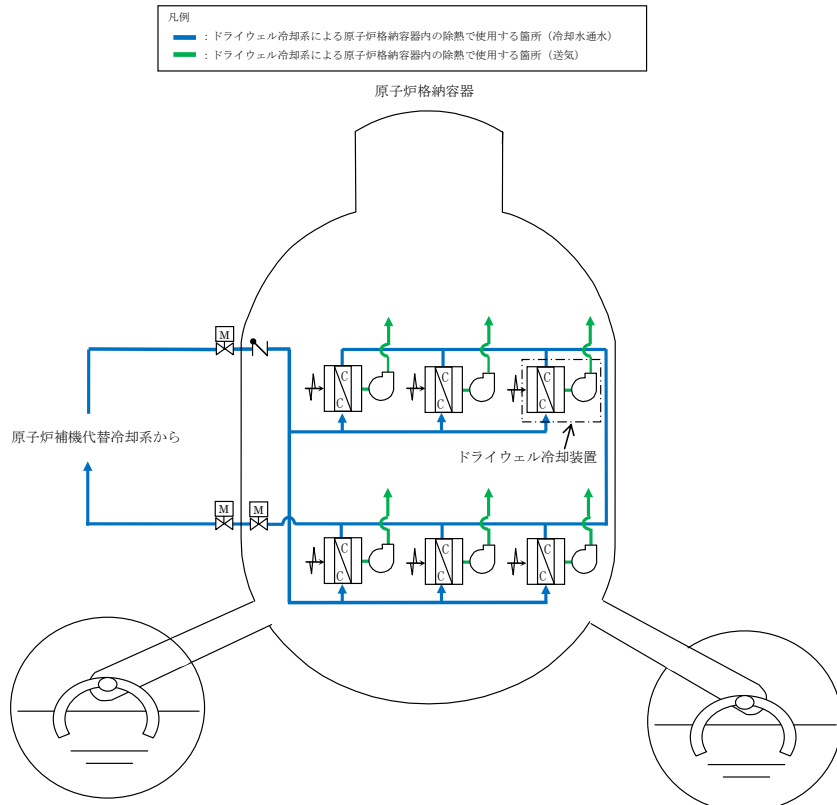 凡例
：ドライウェル冷却系による原子炉格納容器内の除熱で使用する箇所（冷却水通水）
：ドライウェル冷却系による原子炉格納容器内の除熱で使用する箇所（送気）
原子炉格納容器
M
C C C
C C C
原子炉補機代替冷却系から
ドライウェル冷却装置
M M
C C C
C C C